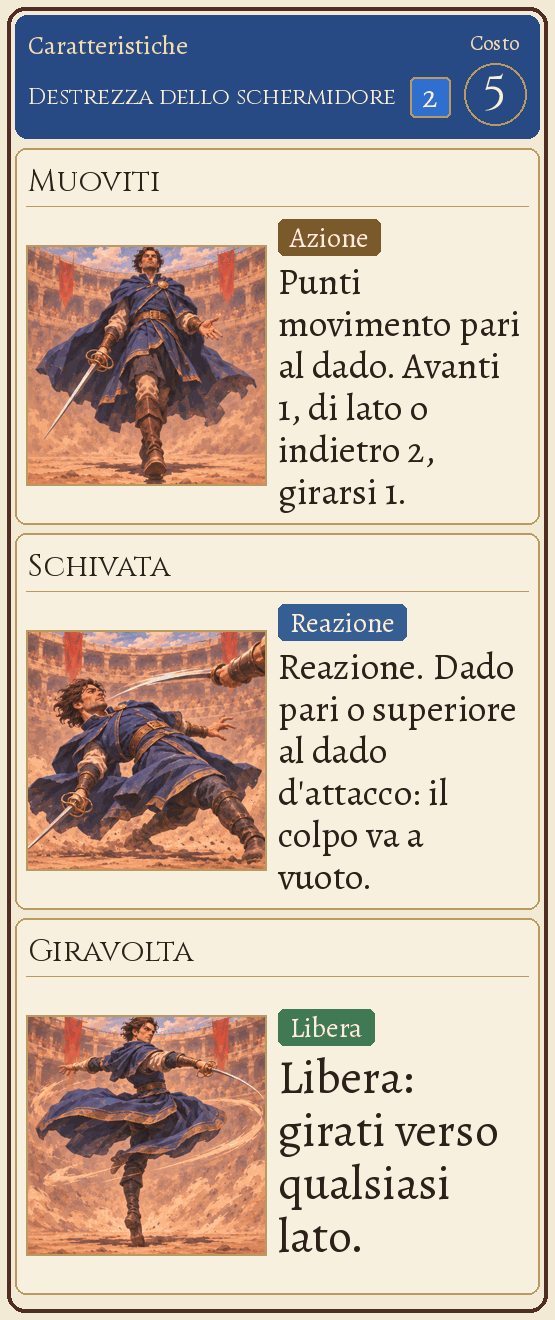 Caratteristiche
Costo
Destrezza dello schermidore 2 5
Muoviti
Azione
Punti
movimento pari
al dado. Avanti
1, di lato o
indietro 2,
girarsi 1.
Schivata
Reazione
Reazione. Dado
pari o superiore
al dado
d'attacco: il
colpo va a
vuoto.
Giravolta
Libera
Libera:
girati verso
qualsiasi
lato.